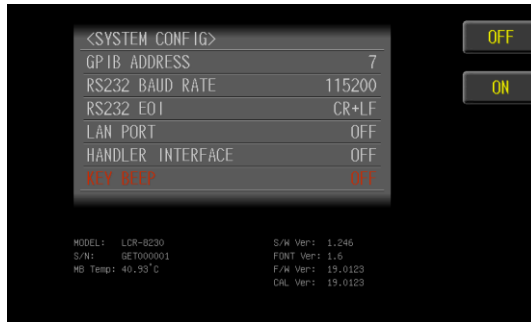 <SYSTEM CONFIG>
GPIB ADDRESS 7
RS232 BAUD RATE 115200
RS232 EOI CR+LF
LAN PORT OFF
HANDLER INTERFACE OFF
KEY BEEP OFF
OFF
ON
MODEL: LCR-8230
S/N: GET000001
MB Temp: 40.93°C
S/W Ver: 1.246
FONT Ver: 1.6
F/W Ver: 19.0123
CAL Ver: 19.0123